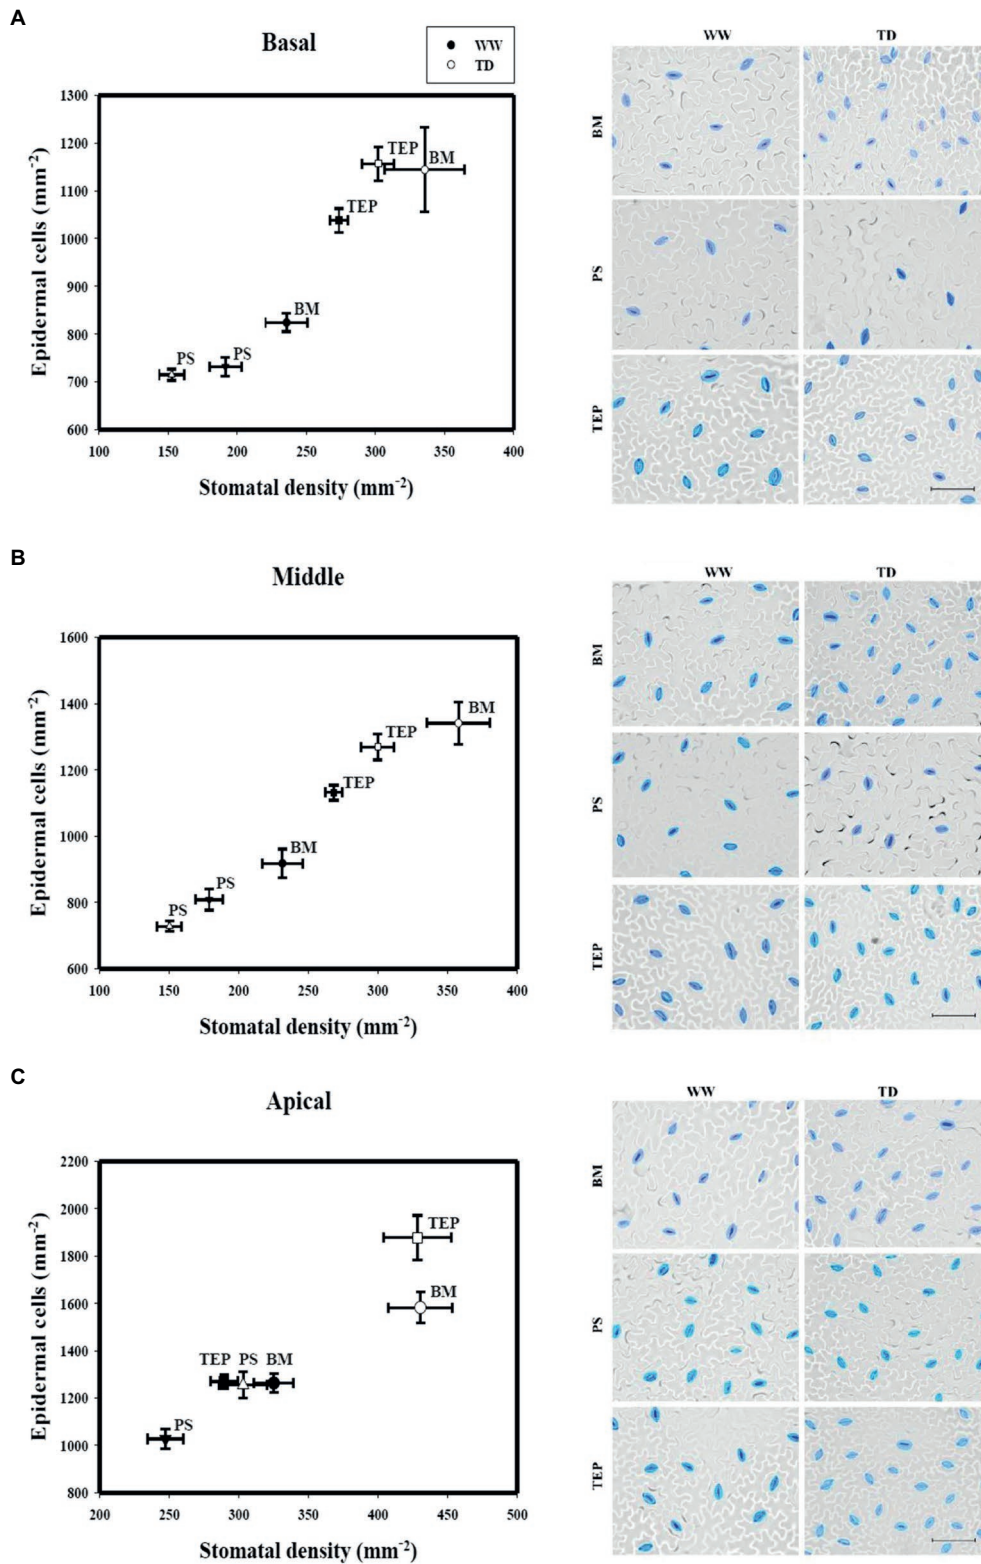 A
Basal
WW
TD
Epidermal cells (mm-2)
1300
1200
1100
1000
900
800
700
600
TEP
BM
TEP
BM
PS
PS
100 150 200 250 300 350 400
Stomatal density (mm-2)
WW TD
BM
PS
TEP
B
Middle
Epidermal cells (mm-2)
1600
1400
1200
1000
800
600
BM
TEP
TEP
BM
PS
PS
100 150 200 250 300 350 400
Stomatal density (mm-2)
WW TD
BM
PS
TEP
C
Apical
Epidermal cells (mm-2)
2200
2000
1800
1600
1400
1200
1000
800
TEP
BM
TEP PS BM
PS
200 250 300 350 400 450 500
Stomatal density (mm-2)
WW TD
BM
PS
TEP